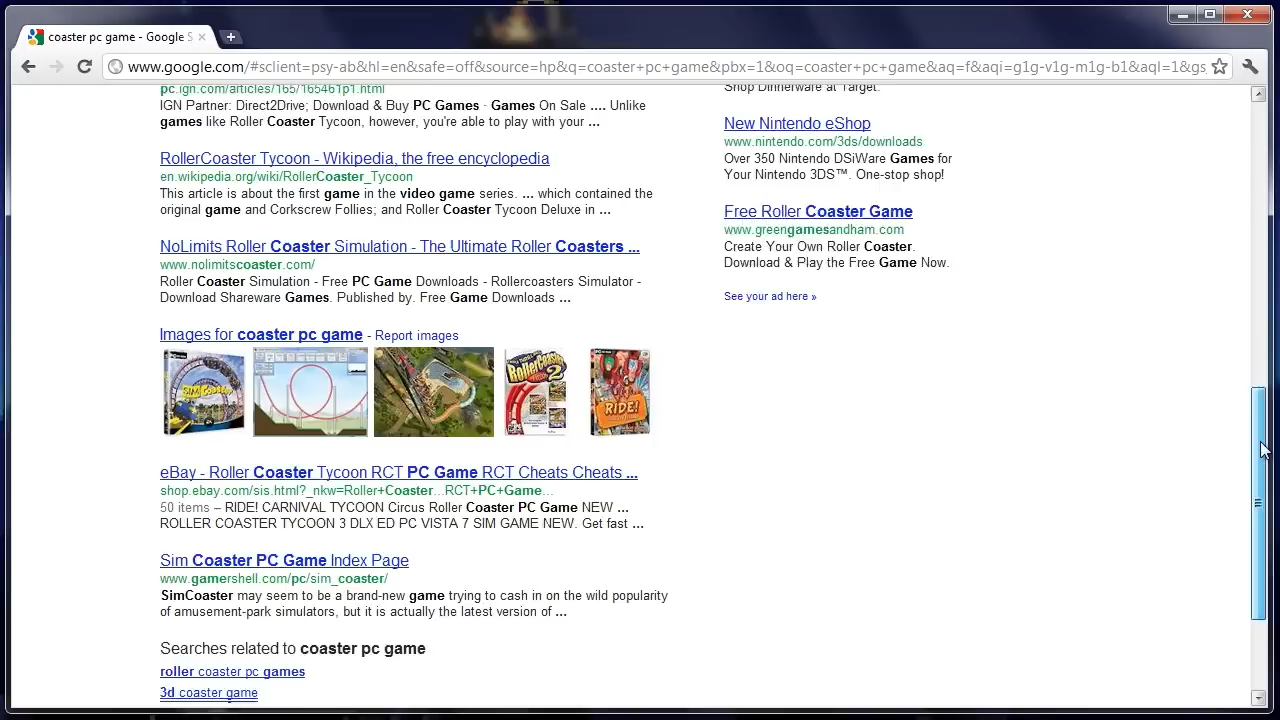 coaster pc game - Google S
www.google.com/#sclient=psy-ab&hl=en&safe=off&source=hp&q=coaster+pc+game&pbx=1&oq=coaster+pc+game&aq=f&aqi=g1g-v1g-m1g-b1&aql=1&gs_
pc.ign.com/articles/165/165461p1.html
IGN Partner: Direct2Drive; Download & Buy PC Games · Games On Sale .... Unlike
games like Roller Coaster Tycoon, however, you're able to play with your ...
RollerCoaster Tycoon - Wikipedia, the free encyclopedia
en.wikipedia.org/wiki/RollerCoaster_Tycoon
This article is about the first game in the video game series. ... which contained the
original game and Corkscrew Follies; and Roller Coaster Tycoon Deluxe in ...
NoLimits Roller Coaster Simulation - The Ultimate Roller Coasters ...
www.nolimitscoaster.com/
Roller Coaster Simulation - Free PC Game Downloads - Rollercoasters Simulator -
Download Shareware Games. Published by. Free Game Downloads ...
Images for coaster pc game - Report images
SIM Coaster
RollerCoaster
2
RIDE!
eBay - Roller Coaster Tycoon RCT PC Game RCT Cheats Cheats ...
shop.ebay.com/sis.html?_nkw=Roller+Coaster...RCT+PC+Game...
50 items – RIDE! CARNIVAL TYCOON Circus Roller Coaster PC Game NEW ...
ROLLER COASTER TYCOON 3 DLX ED PC VISTA 7 SIM GAME NEW. Get fast ...
Sim Coaster PC Game Index Page
www.gamershell.com/pc/sim_coaster/
SimCoaster may seem to be a brand-new game trying to cash in on the wild popularity
of amusement-park simulators, but it is actually the latest version of ...
Searches related to coaster pc game
roller coaster pc games
3d coaster game
Shop Dinnerware at Target.
New Nintendo eShop
www.nintendo.com/3ds/downloads
Over 350 Nintendo DSiWare Games for
Your Nintendo 3DS™. One-stop shop!
Free Roller Coaster Game
www.greengamesandham.com
Create Your Own Roller Coaster.
Download & Play the Free Game Now.
See your ad here »